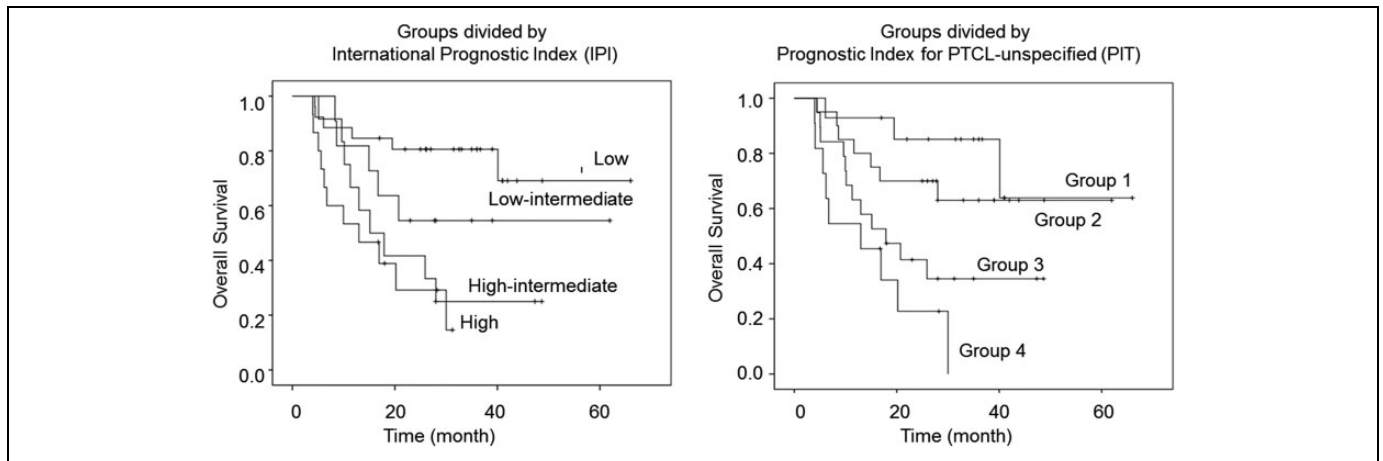 Groups divided by
International Prognostic Index (IPI)
1.0
0.8
0.6
0.4
0.2
0.0
Overall Survival
Low
Low-intermediate
High-intermediate
High
0 20 40 60
Time (month)
Groups divided by
Prognostic Index for PTCL-unspecified (PIT)
1.0
0.8
0.6
0.4
0.2
0.0
Overall Survival
Group 1
Group 2
Group 3
Group 4
0 20 40 60
Time (month)